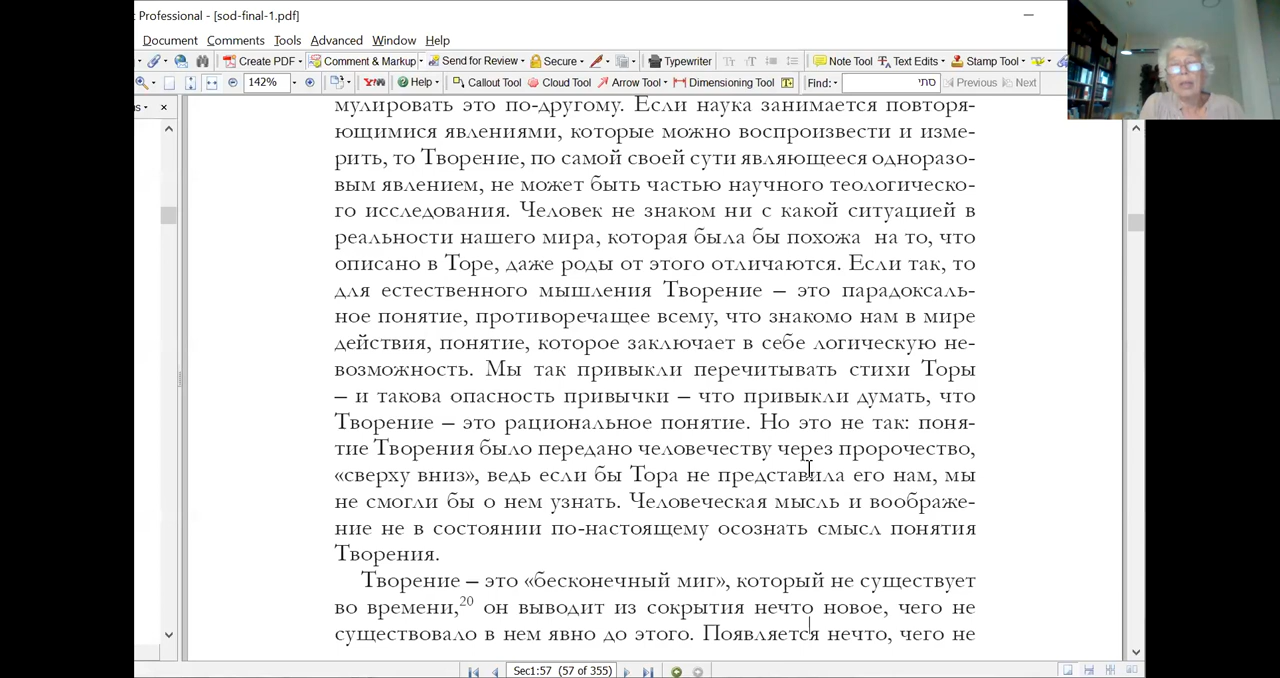 Professional - [sod-final-1.pdf]
Document Comments Tools Advanced Window Help
Create PDF Comment & Markup Send for Review Secure Typewriter Note Tool Text Edits Stamp Tool
142% Help Callout Tool Cloud Tool Arrow Tool Dimensioning Tool Find: סתי Previous Next
мулировать это по-другому. Если наука занимается повторя-
ющимися явлениями, которые можно воспроизвести и изме-
рить, то Творение, по самой своей сути являющееся одноразо-
вым явлением, не может быть частью научного теологическо-
го исследования. Человек не знаком ни с какой ситуацией в
реальности нашего мира, которая была бы похожа на то, что
описано в Торе, даже роды от этого отличаются. Если так, то
для естественного мышления Творение – это парадоксаль-
ное понятие, противоречащее всему, что знакомо нам в мире
действия, понятие, которое заключает в себе логическую не-
возможность. Мы так привыкли перечитывать стихи Торы
– и такова опасность привычки – что привыкли думать, что
Творение – это рациональное понятие. Но это не так: поня-
тие Творения было передано человечеству через пророчество,
«сверху вниз», ведь если бы Тора не представила его нам, мы
не смогли бы о нем узнать. Человеческая мысль и воображе-
ние не в состоянии по-настоящему осознать смысл понятия
Творения.
Творение – это «бесконечный миг», который не существует
во времени,20 он выводит из сокрытия нечто новое, чего не
существовало в нем явно до этого. Появляется нечто, чего не
Sec1:57 (57 of 355)